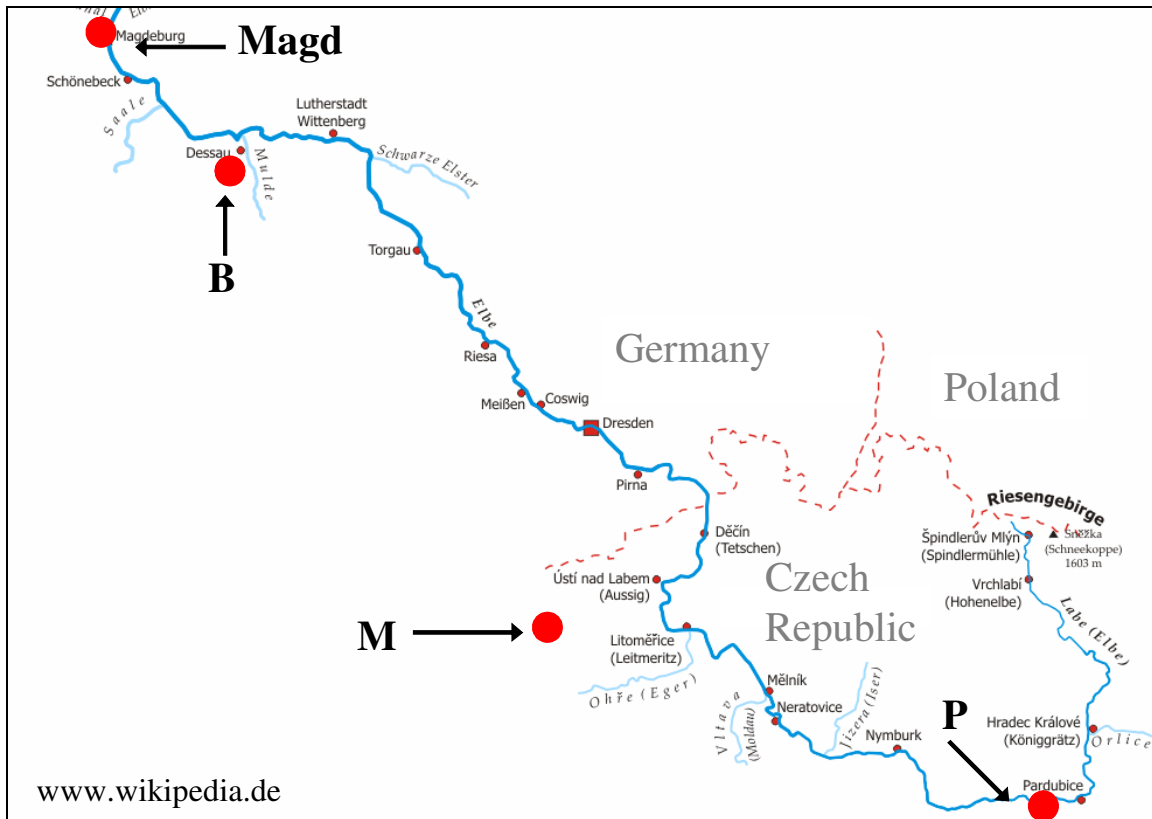 Elbe
Magdeburg
Magd
Schönebeck
Saale
Lutherstadt
Wittenberg
Dessau
Mulde
Schwarze Elster
B
Torgau
Elbe
Germany
Riesa
Poland
Meißen
Coswig
Dresden
Pirna
Riesengebirge
Děčín
(Tetschen)
Špindlerův Mlýn
(Spindlermühle)
Sněžka
(Schneekoppe)
1603 m
Ústí nad Labem
(Aussig)
Czech
Republic
Vrchlabí
(Hohenelbe)
Labe (Elbe)
M
Litoměřice
(Leitmeritz)
Ohře (Eger)
Mělník
Vltava
(Moldau)
Neratovice
Jizera (Iser)
P
Hradec Králové
(Königgrätz)
Orlice
Nymburk
Pardubice
www.wikipedia.de